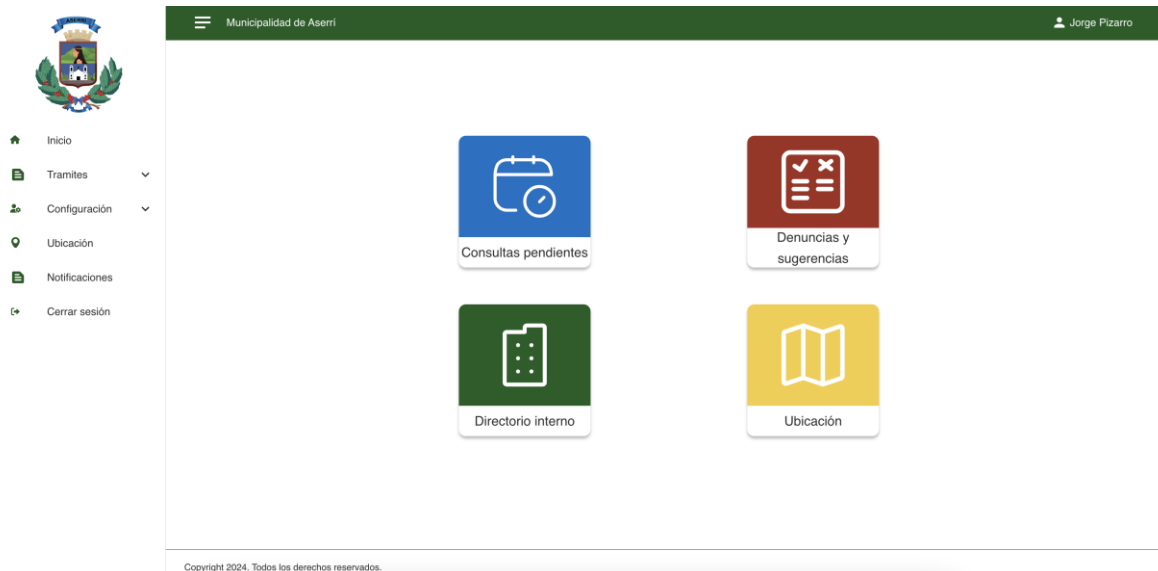 ASERRI
Municipalidad de Aserrí
Jorge Pizarro
Inicio
Tramites
Configuración
Ubicación
Notificaciones
Cerrar sesión
Consultas pendientes
Denuncias y
sugerencias
Directorio interno
Ubicación
Copyright 2024. Todos los derechos reservados.